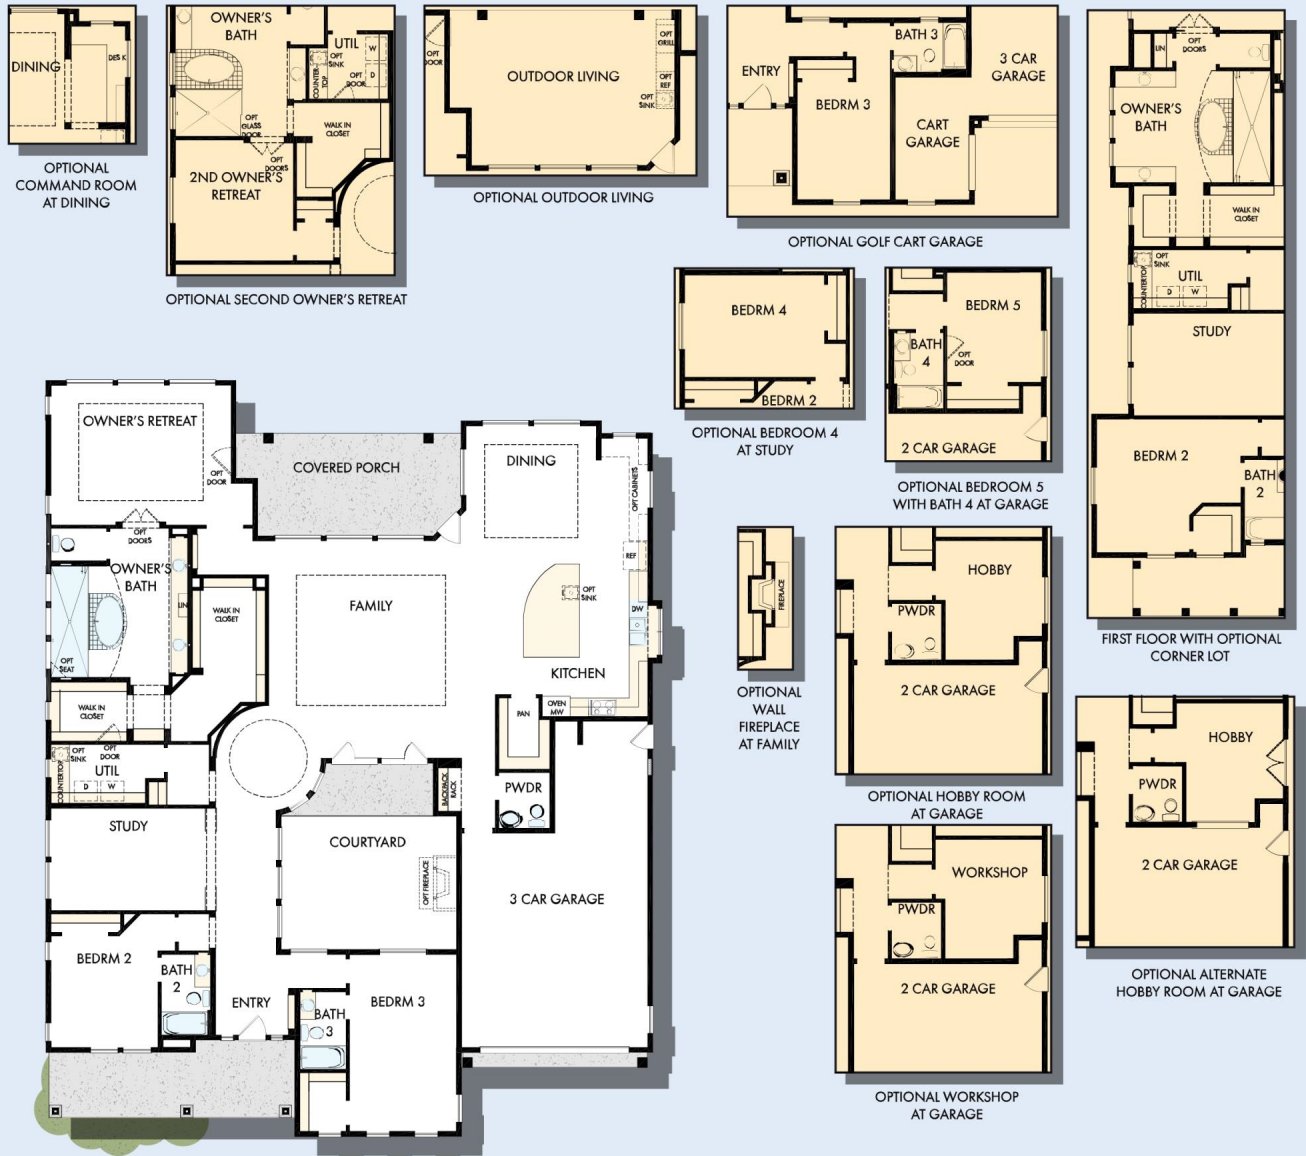 DINING
DESK
OPTIONAL
COMMAND ROOM
AT DINING
OWNER'S
BATH
UTIL
OPT
SINK
W
D
COUNTER
TOP
OPT
DOOR
OPT
GLASS
DOOR
WALK IN
CLOSET
OPT
DOORS
2ND OWNER'S
RETREAT
OPTIONAL SECOND OWNER'S RETREAT
OPT
DOOR
OUTDOOR LIVING
OPT
GRILL
OPT
REF
OPT
SINK
OPTIONAL OUTDOOR LIVING
BATH 3
ENTRY
3 CAR
GARAGE
BEDRM 3
CART
GARAGE
OPTIONAL GOLF CART GARAGE
LIN
OPT
DOORS
OWNER'S
BATH
WALK IN
CLOSET
OPT
SINK
COUNTERTOP
UTIL
D W
STUDY
BEDRM 2
BATH
2
FIRST FLOOR WITH OPTIONAL
CORNER LOT
BEDRM 4
BEDRM 2
OPTIONAL BEDROOM 4
AT STUDY
BEDRM 5
BATH
4
OPT
DOOR
2 CAR GARAGE
OPTIONAL BEDROOM 5
WITH BATH 4 AT GARAGE
FIREPLACE
OPTIONAL
WALL
FIREPLACE
AT FAMILY
HOBBY
PWDR
2 CAR GARAGE
OPTIONAL HOBBY ROOM
AT GARAGE
HOBBY
PWDR
2 CAR GARAGE
OPTIONAL ALTERNATE
HOBBY ROOM AT GARAGE
WORKSHOP
PWDR
2 CAR GARAGE
OPTIONAL WORKSHOP
AT GARAGE
OWNER'S RETREAT
OPT
DOOR
COVERED PORCH
DINING
OPT CABINETS
OPT
DOORS
OWNER'S
BATH
LIN
OPT
SEAT
WALK IN
CLOSET
FAMILY
REF
OPT
SINK
DW
KITCHEN
WALK IN
CLOSET
OVEN
MW
PAN
OPT
SINK
OPT
DOOR
UTIL
COUNTERTOP
D W
BACKPACK
RACK
PWDR
STUDY
COURTYARD
OPT FIREPLACE
3 CAR GARAGE
BEDRM 2
BATH
2
ENTRY
BATH
3
BEDRM 3